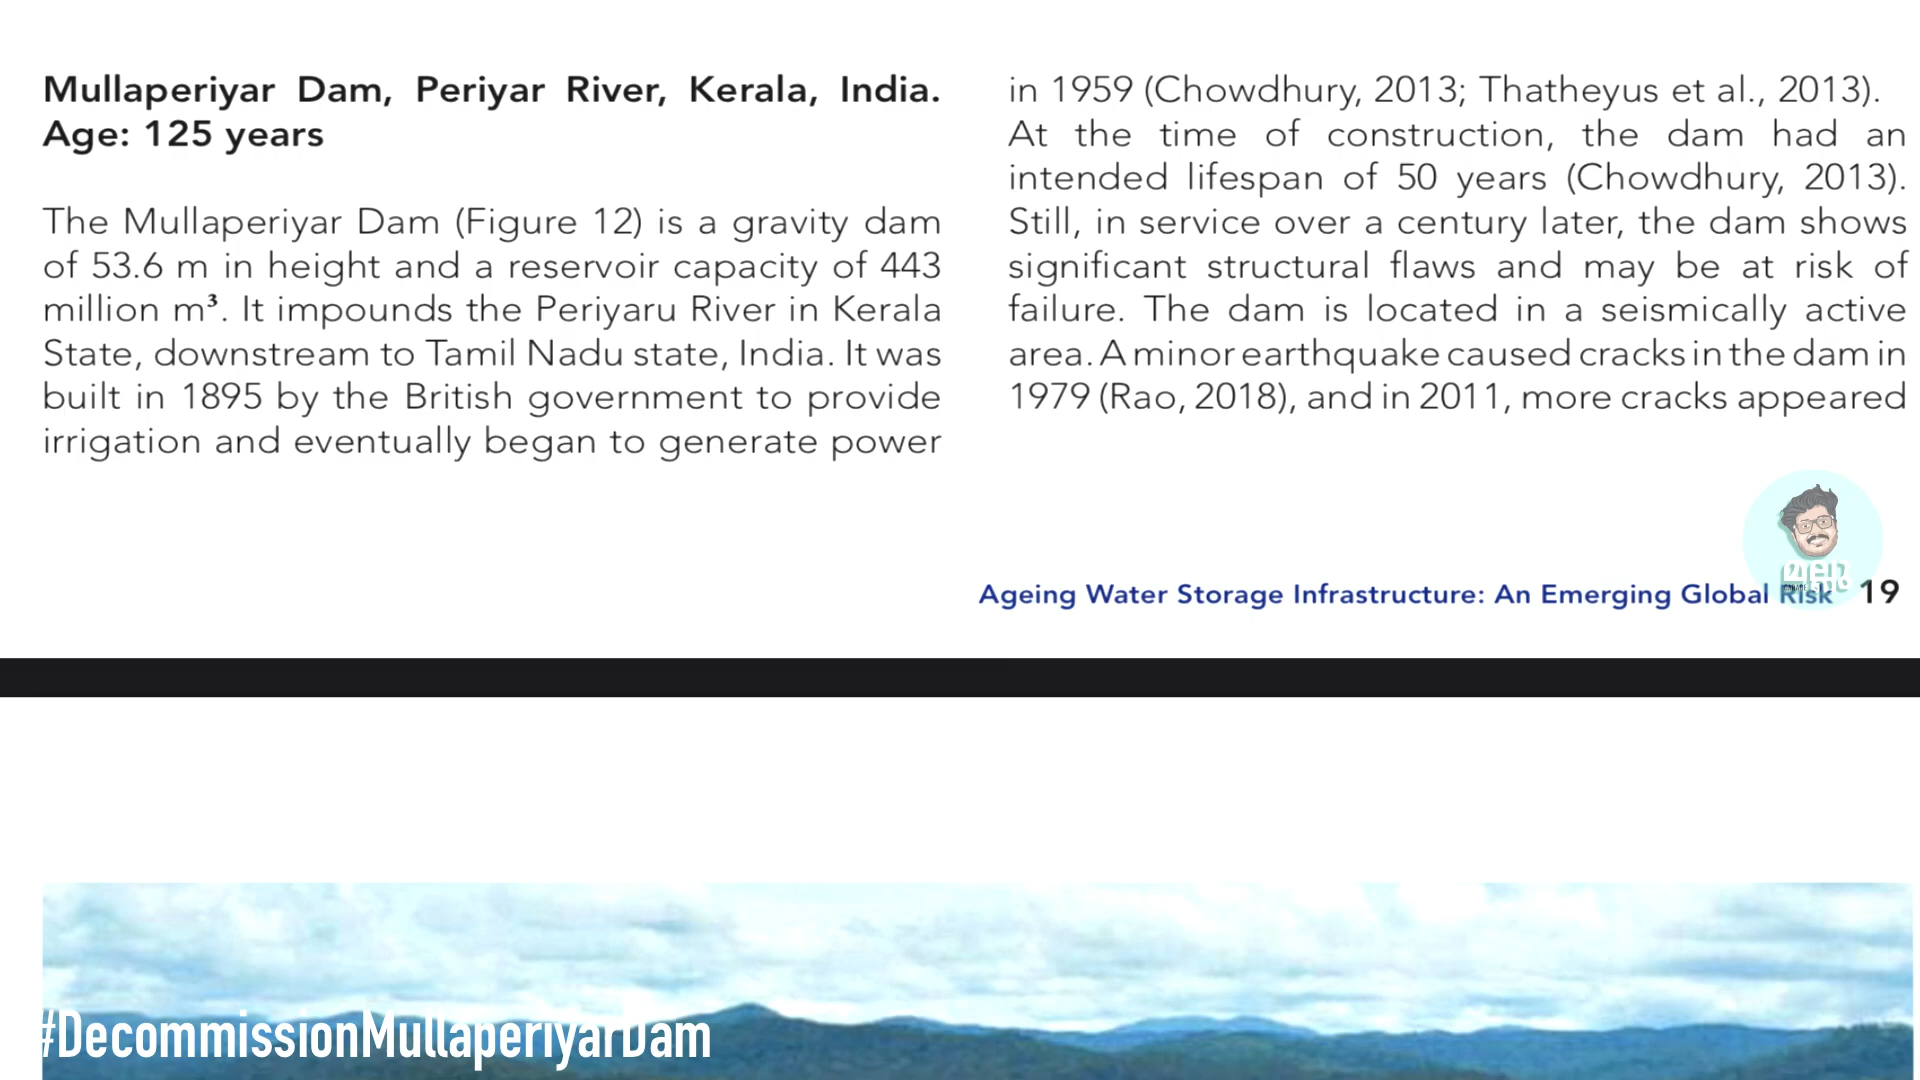 Mullaperiyar Dam, Periyar River, Kerala, India.
Age: 125 years
The Mullaperiyar Dam (Figure 12) is a gravity dam
of 53.6 m in height and a reservoir capacity of 443
million m³. It impounds the Periyaru River in Kerala
State, downstream to Tamil Nadu state, India. It was
built in 1895 by the British government to provide
irrigation and eventually began to generate power
in 1959 (Chowdhury, 2013; Thatheyus et al., 2013).
At the time of construction, the dam had an
intended lifespan of 50 years (Chowdhury, 2013).
Still, in service over a century later, the dam shows
significant structural flaws and may be at risk of
failure. The dam is located in a seismically active
area. A minor earthquake caused cracks in the dam in
1979 (Rao, 2018), and in 2011, more cracks appeared
Ageing Water Storage Infrastructure: An Emerging Global Risk 19
#DecommissionMullaperiyarDam